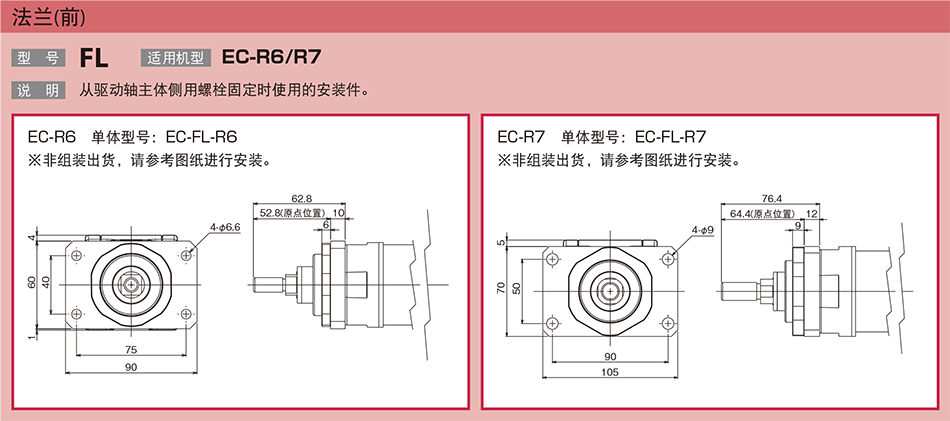 法兰(前)
型 号 FL 适用机型 EC-R6/R7
说 明 从驱动轴主体侧用螺栓固定时使用的安装件。
EC-R6 单体型号：EC-FL-R6
※非组装出货，请参考图纸进行安装。
62.8
52.8(原点位置) 10
6
4-φ6.6
4
60
40
1
75
90
EC-R7 单体型号：EC-FL-R7
※非组装出货，请参考图纸进行安装。
76.4
64.4(原点位置) 12
9
4-φ9
5
70
50
90
105